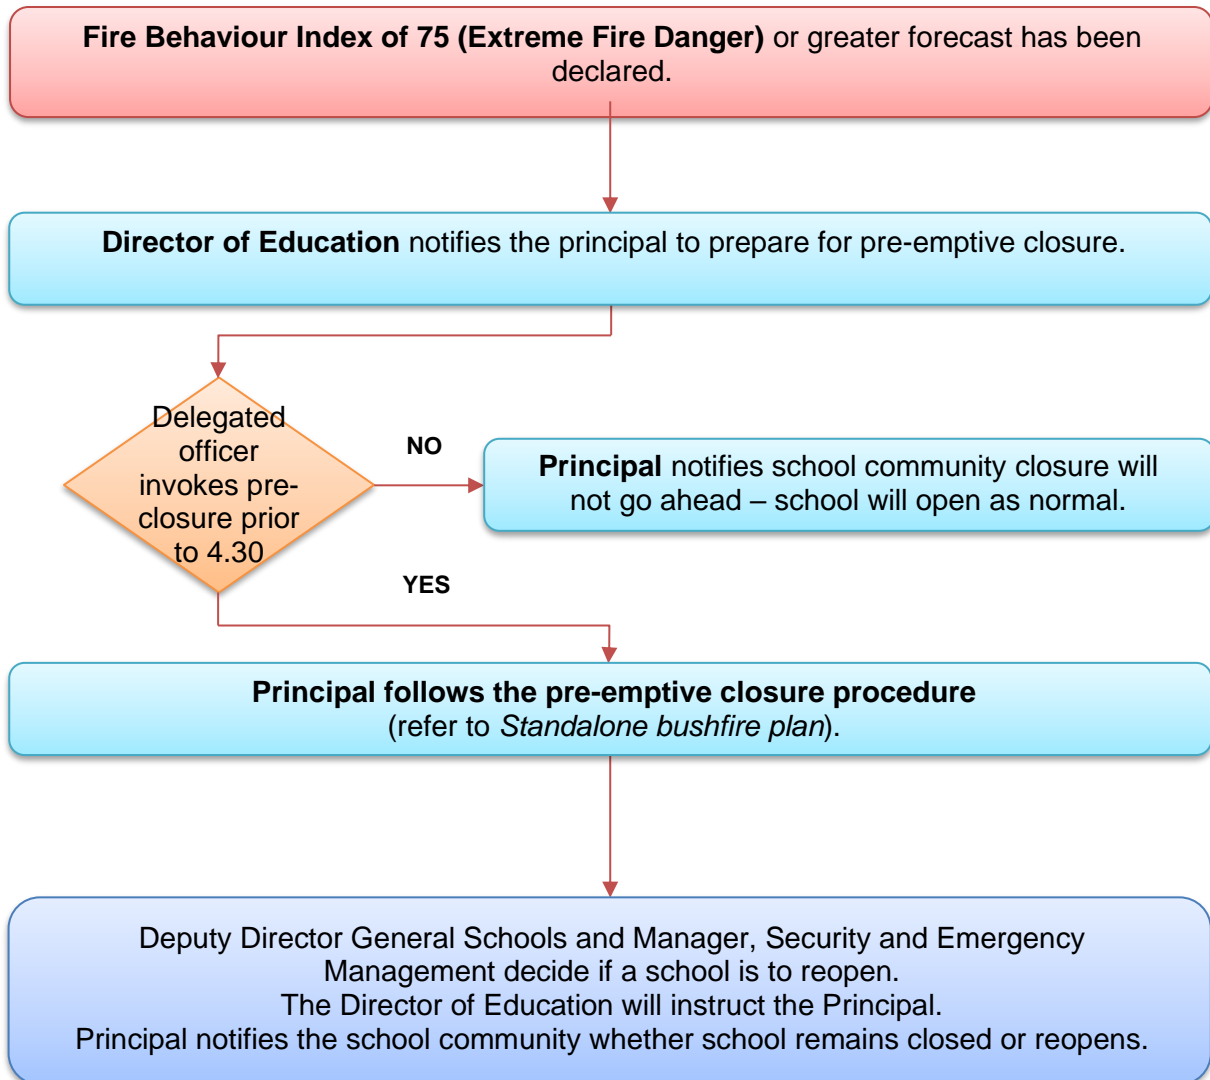 Fire Behaviour Index of 75 (Extreme Fire Danger) or greater forecast has been
declared.
Director of Education notifies the principal to prepare for pre-emptive closure.
Delegated
officer
invokes pre-
closure prior
to 4.30
NO
Principal notifies school community closure will
not go ahead – school will open as normal.
YES
Principal follows the pre-emptive closure procedure
(refer to Standalone bushfire plan).
Deputy Director General Schools and Manager, Security and Emergency
Management decide if a school is to reopen.
The Director of Education will instruct the Principal.
Principal notifies the school community whether school remains closed or reopens.